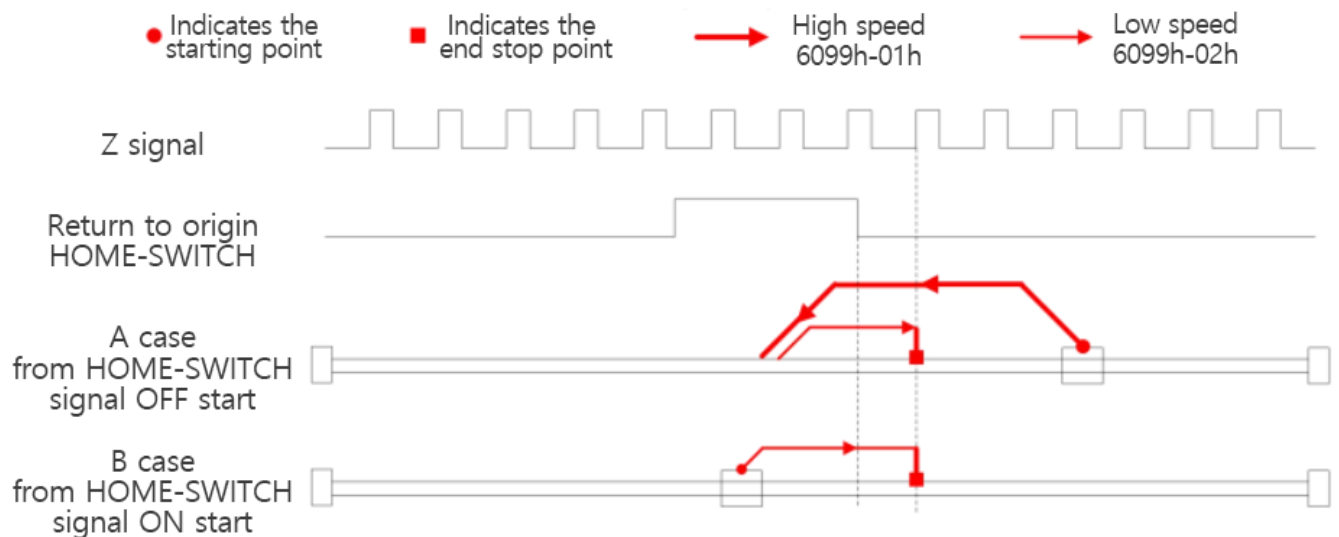 Indicates the
starting point
Indicates the
end stop point
High speed
6099h-01h
Low speed
6099h-02h
Z signal
Return to origin
HOME-SWITCH
A case
from HOME-SWITCH
signal OFF start
B case
from HOME-SWITCH
signal ON start